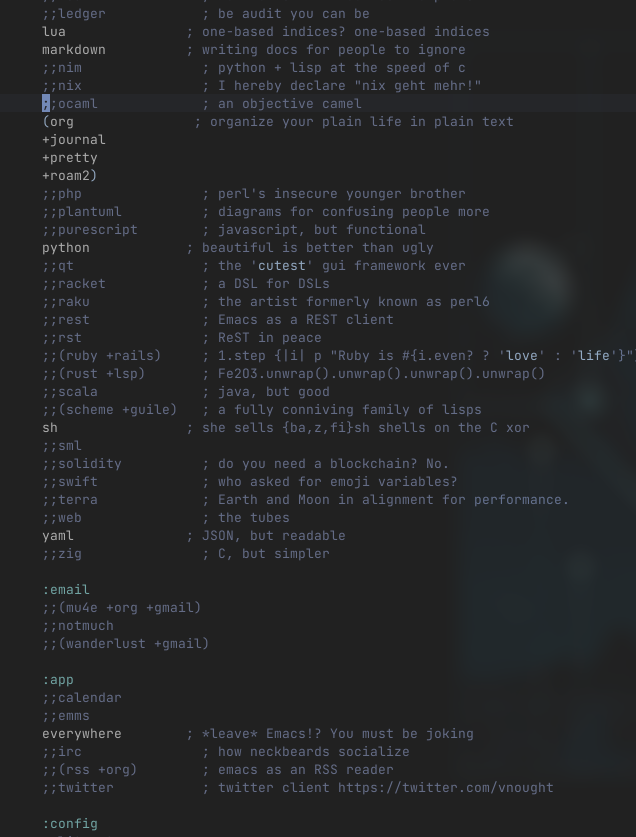 ;;ledger ; be audit you can be
lua ; one-based indices? one-based indices
markdown ; writing docs for people to ignore
;;nim ; python + lisp at the speed of c
;;nix ; I hereby declare "nix geht mehr!"
;;ocaml ; an objective camel
(org ; organize your plain life in plain text
+journal
+pretty
+roam2)
;;php ; perl's insecure younger brother
;;plantuml ; diagrams for confusing people more
;;purescript ; javascript, but functional
python ; beautiful is better than ugly
;;qt ; the 'cutest' gui framework ever
;;racket ; a DSL for DSLs
;;raku ; the artist formerly known as perl6
;;rest ; Emacs as a REST client
;;rst ; ReST in peace
;;(ruby +rails) ; 1.step {|i| p "Ruby is #{i.even? ? 'love' : 'life'}"
;;(rust +lsp) ; Fe2O3.unwrap().unwrap().unwrap().unwrap()
;;scala ; java, but good
;;(scheme +guile) ; a fully conniving family of lisps
sh ; she sells {ba,z,fi}sh shells on the C xor
;;sml
;;solidity ; do you need a blockchain? No.
;;swift ; who asked for emoji variables?
;;terra ; Earth and Moon in alignment for performance.
;;web ; the tubes
yaml ; JSON, but readable
;;zig ; C, but simpler
:email
;;(mu4e +org +gmail)
;;notmuch
;;(wanderlust +gmail)
:app
;;calendar
;;emms
everywhere ; *leave* Emacs!? You must be joking
;;irc ; how neckbeards socialize
;;(rss +org) ; emacs as an RSS reader
;;twitter ; twitter client https://twitter.com/vnought
:config